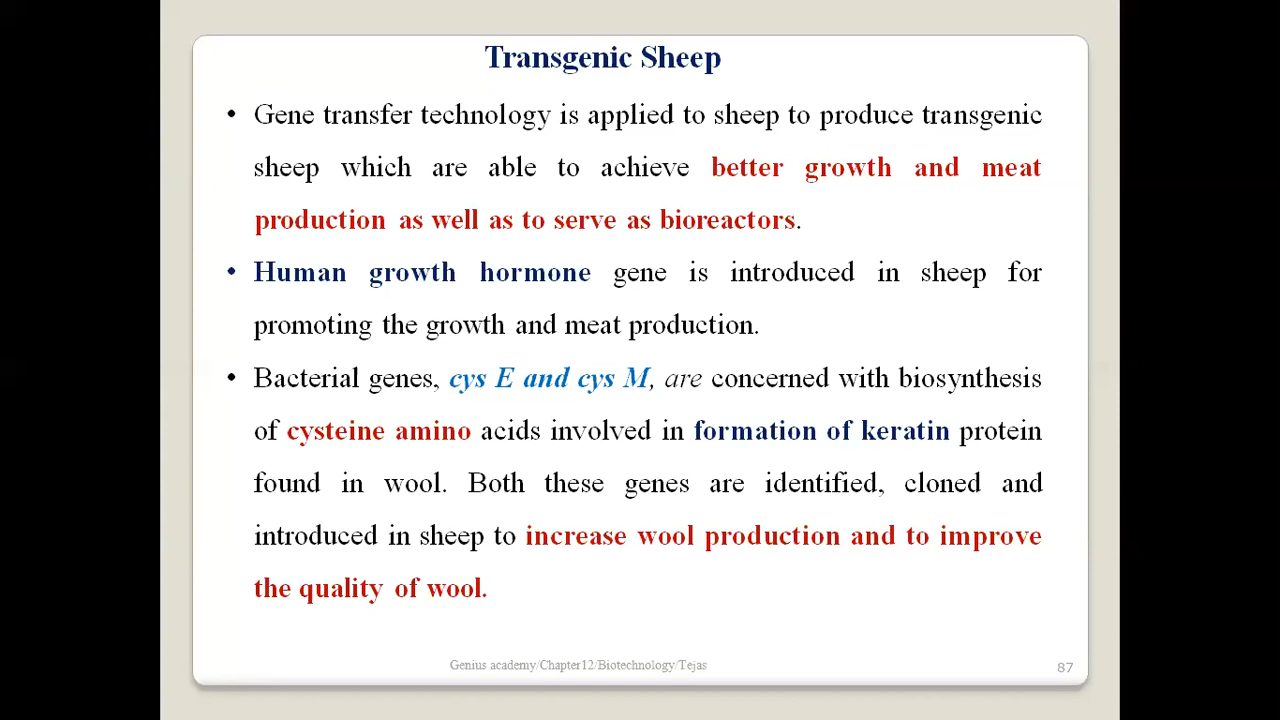 Transgenic Sheep
• Gene transfer technology is applied to sheep to produce transgenic
sheep which are able to achieve better growth and meat
production as well as to serve as bioreactors.
• Human growth hormone gene is introduced in sheep for
promoting the growth and meat production.
• Bacterial genes, cys E and cys M, are concerned with biosynthesis
of cysteine amino acids involved in formation of keratin protein
found in wool. Both these genes are identified, cloned and
introduced in sheep to increase wool production and to improve
the quality of wool.
Genius academy/Chapter12/Biotechnology/Tejas
87